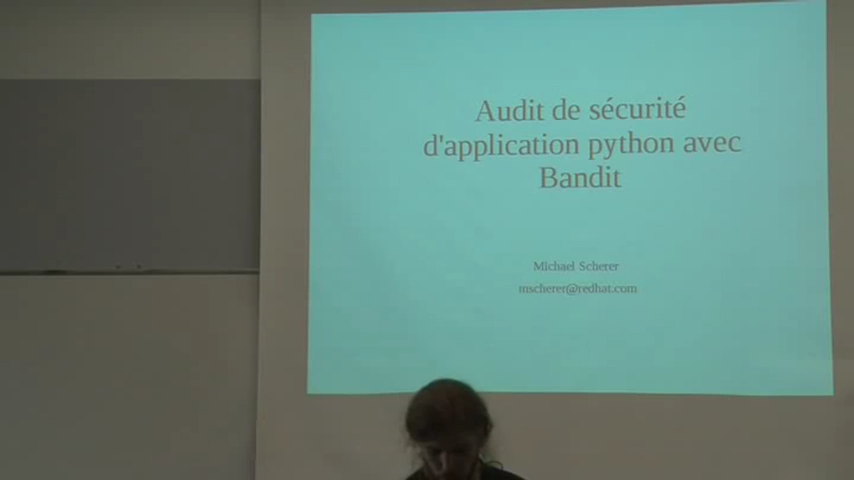 Audit de sécurité
d'application python avec
Bandit
Michael Scherer
mscherer@redhat.com